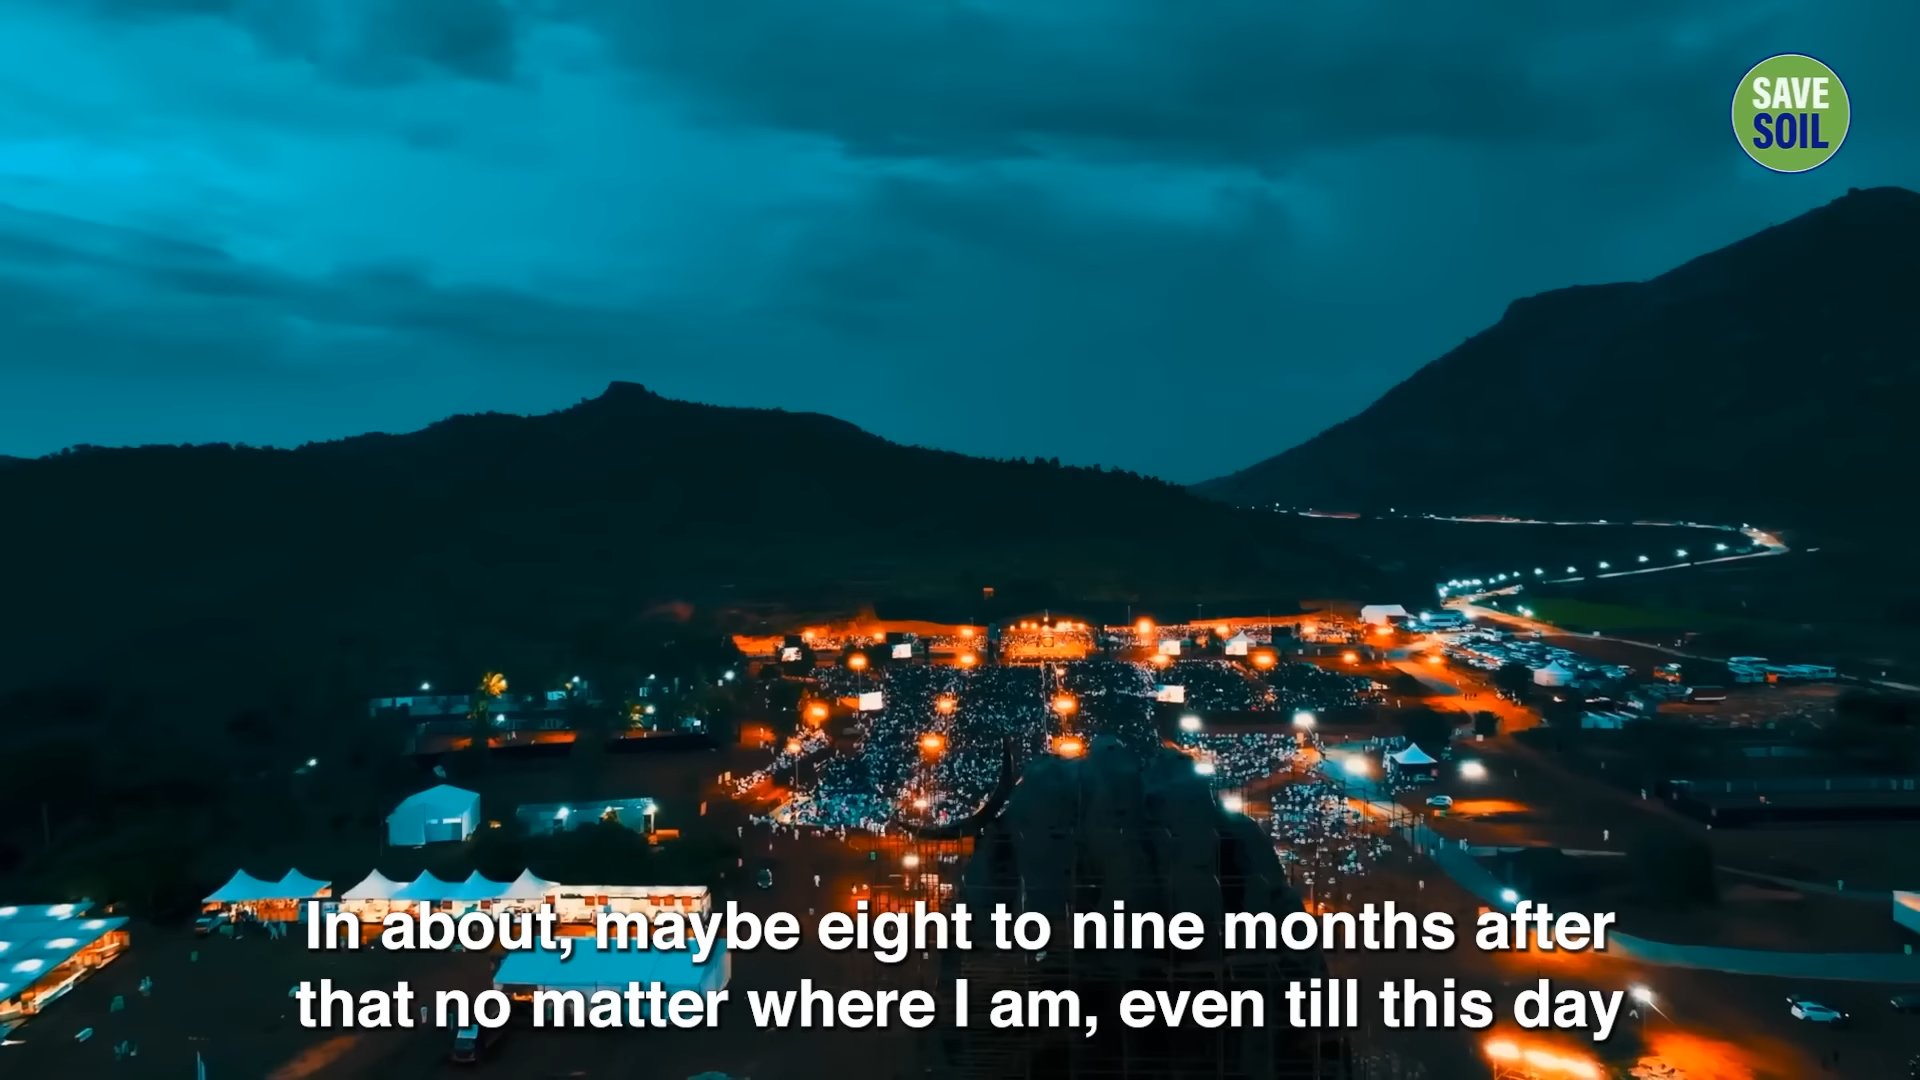 SAVE
SOIL
In about, maybe eight to nine months after
that no matter where I am, even till this day